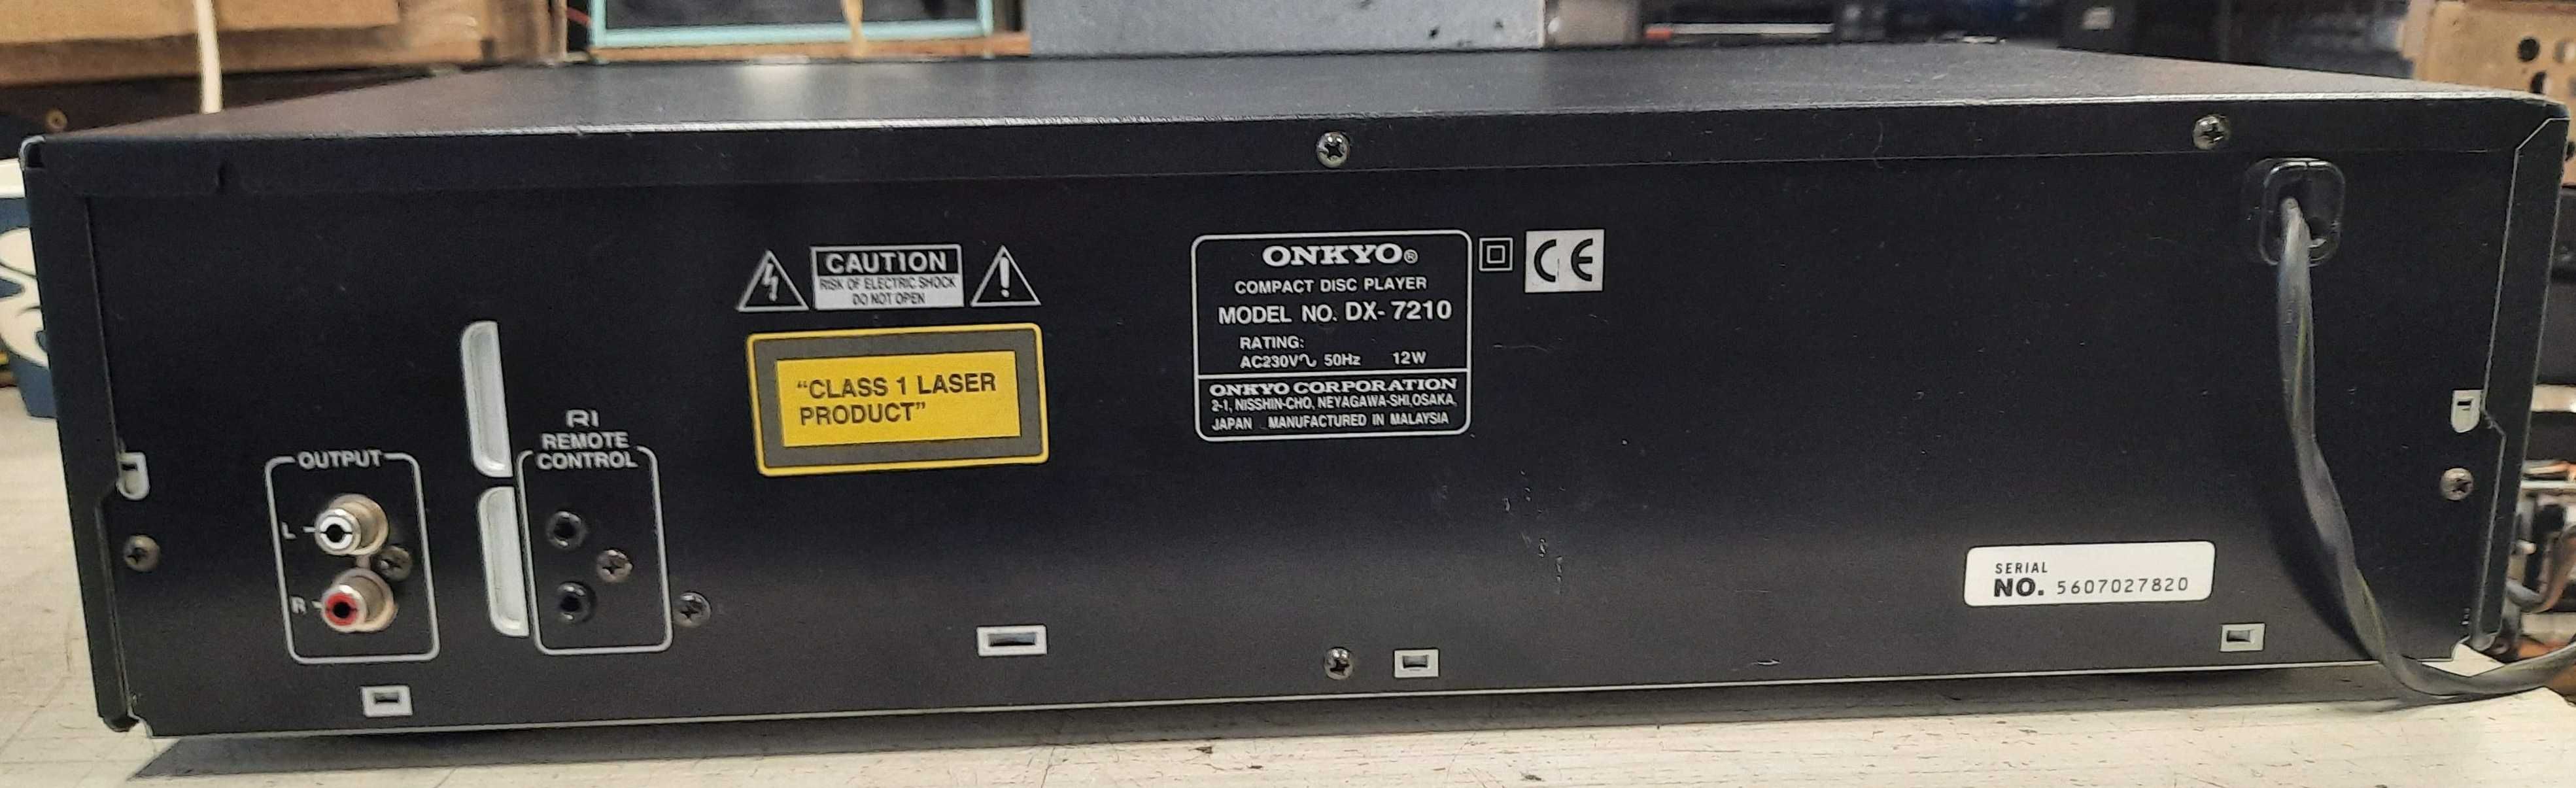 CAUTION
RISK OF ELECTRIC SHOCK
DO NOT OPEN
"CLASS 1 LASER
PRODUCT"
RI
REMOTE
CONTROL
OUTPUT
L
R
ONKYO®
COMPACT DISC PLAYER
MODEL NO. DX-7210
RATING:
AC230V∿ 50Hz 12W
ONKYO CORPORATION
2-1, NISSHIN-CHO, NEYAGAWA-SHI,OSAKA,
JAPAN MANUFACTURED IN MALAYSIA
CE
SERIAL
NO. 5607027820